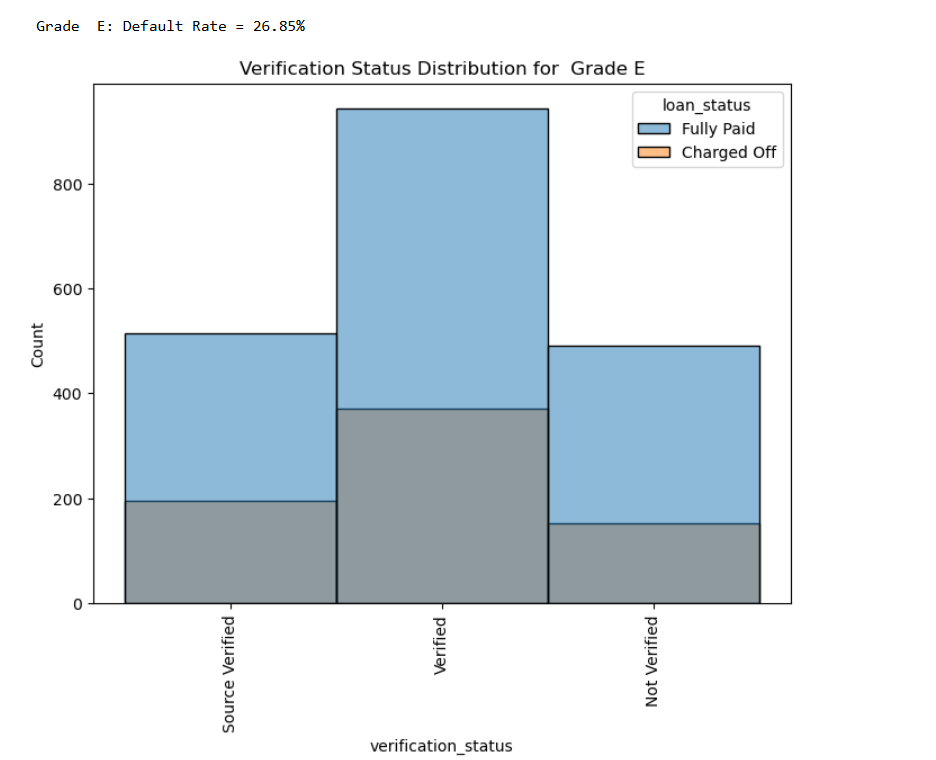 Grade  E: Default Rate = 26.85%
Verification Status Distribution for  Grade E
loan_status
Fully Paid
Charged Off
800
600
400
200
0
Count
Source Verified
Verified
Not Verified
verification_status